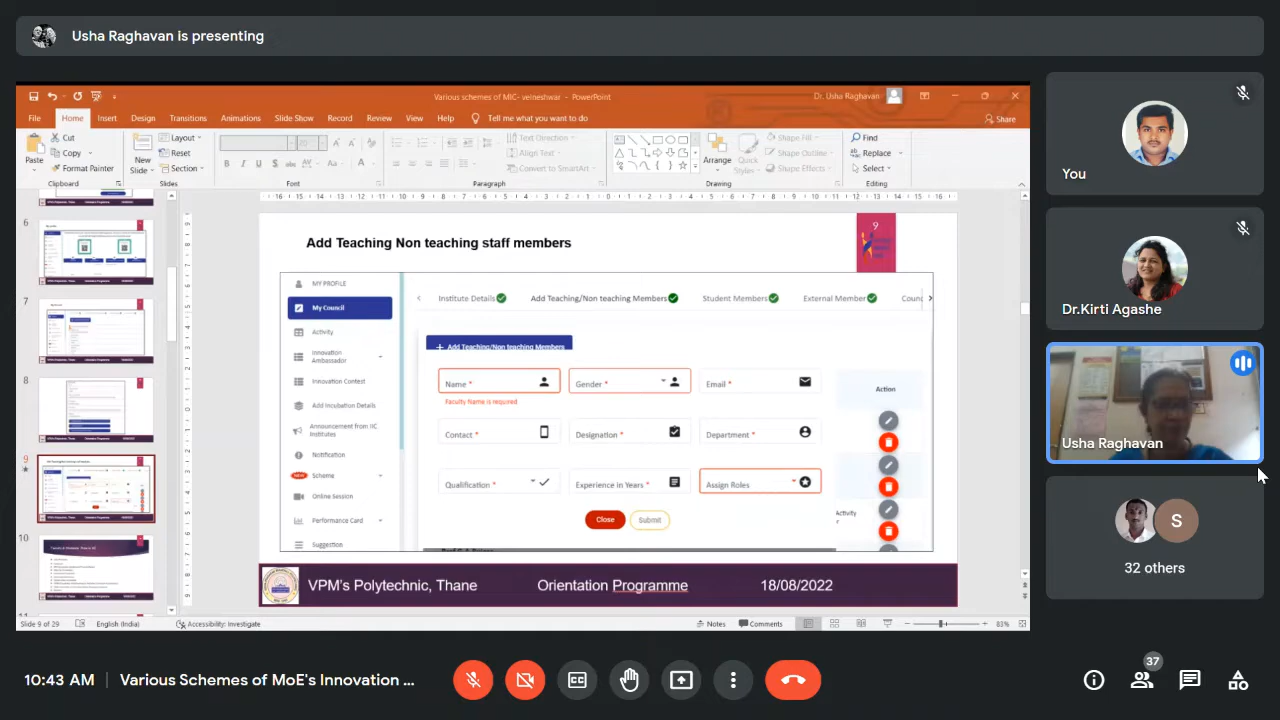 Usha Raghavan is presenting
Various schemes of MIC- velneshwar - PowerPoint
Dr. Usha Raghavan
File Home Insert Design Transitions Animations Slide Show Record Review View Help Tell me what you want to do Share
Paste
Cut
Copy
Format Painter
Clipboard
New
Slide
Layout
Reset
Section
Slides
Font
Text Direction
Align Text
Convert to SmartArt
Paragraph
Arrange
Quick
Styles
Shape Fill
Shape Outline
Shape Effects
Drawing
Find
Replace
Select
Editing
6
7
8
9
10
Add Teaching Non teaching staff members
9
MY PROFILE
My Council
Activity
Innovation
Ambassador
Innovation Contest
Add Incubation Details
Announcement from IIC
Institutes
Notification
NEW Scheme
Online Session
Performance Card
Suggestion
Institute Details Add Teaching/Non teaching Members Student Members External Member Counc
+ Add Teaching/Non teaching Members
Name * Gender * Email *
Faculty Name is required
Action
Contact * Designation * Department *
Qualification * Experience in Years * Assign Roles
Close Submit
Activity
VPM's Polytechnic, Thane Orientation Programme 18/08/2022
Slide 9 of 29 English (India) Accessibility: Investigate Notes Comments 83%
You
Dr.Kirti Agashe
Usha Raghavan
S
32 others
10:43 AM Various Schemes of MoE's Innovation ...
37